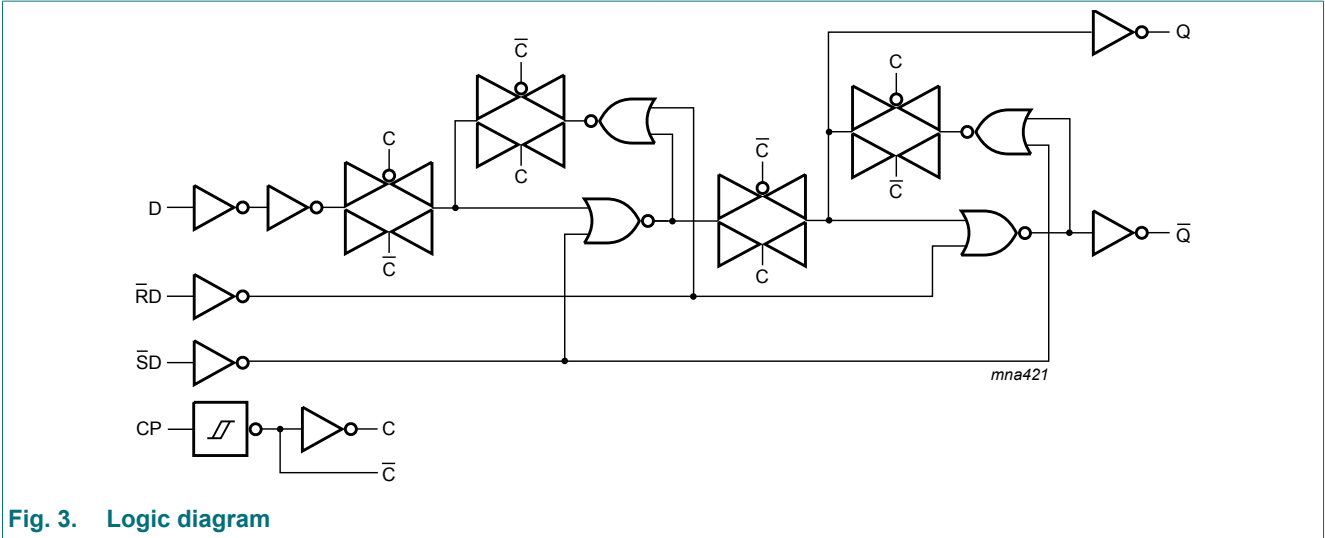 C̅
C
Q
C
C̅
C
D
C̅
C
C̅
C
C̅
Q̅
R̅D
S̅D
mna421
CP
C
C̅
Fig. 3. Logic diagram